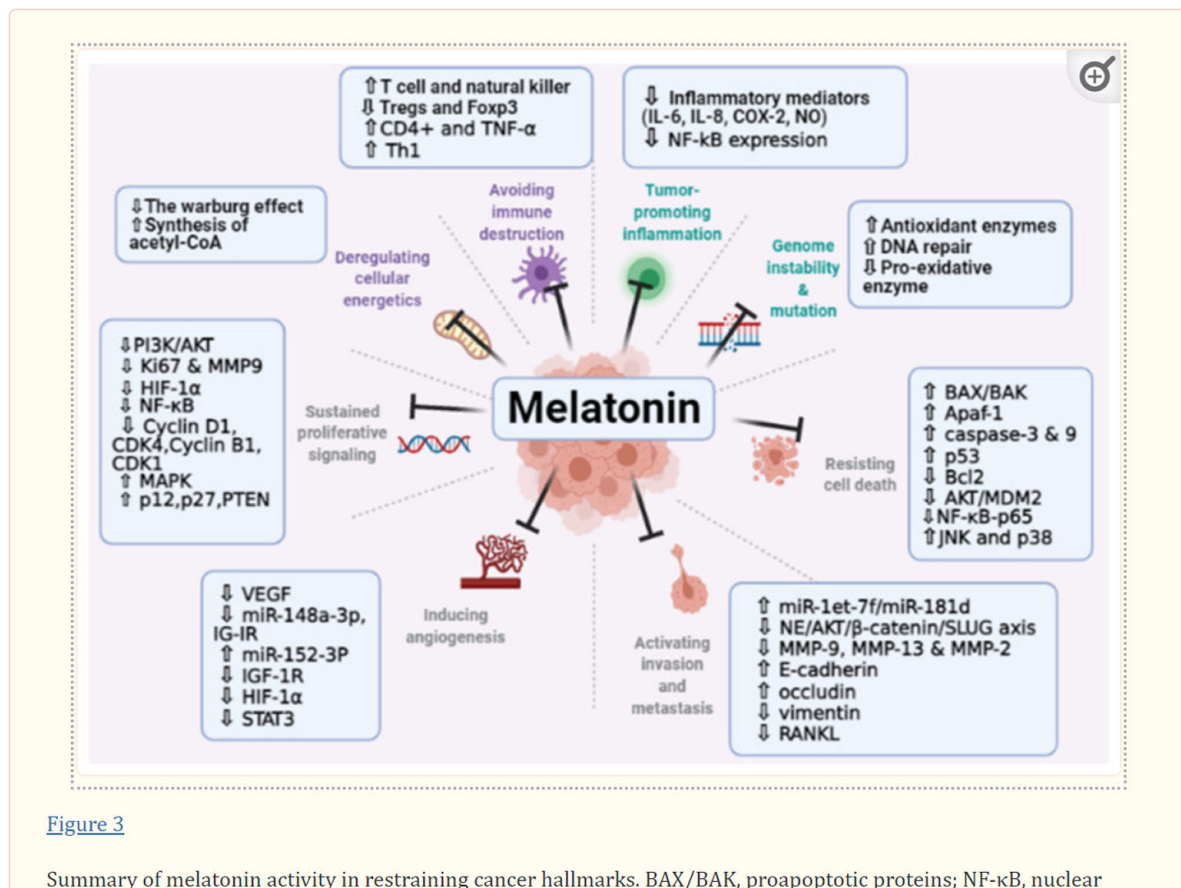 ⇧T cell and natural killer
⇩ Tregs and Foxp3
⇧CD4+ and TNF-α
⇧ Th1
⇩ Inflammatory mediators
(IL-6, IL-8, COX-2, NO)
⇩ NF-kB expression
⇩The warburg effect
⇧Synthesis of
acetyl-CoA
Avoiding
immune
destruction
Tumor-
promoting
inflammation
Deregulating
cellular
energetics
Genome
instability
&
mutation
⇧Antioxidant enzymes
⇧DNA repair
⇩ Pro-oxidative
enzyme
⇩PI3K/AKT
⇩ Ki67 & MMP9
⇩ HIF-1α
⇩ NF-κB
⇩ Cyclin D1,
CDK4,Cyclin B1,
CDK1
⇧ MAPK
⇧ p12,p27,PTEN
Sustained
proliferative
signaling
Melatonin
Resisting
cell death
⇧ BAX/BAK
⇧ Apaf-1
⇧ caspase-3 & 9
⇧ p53
⇩ Bcl2
⇩ AKT/MDM2
⇩NF-κB-p65
⇧JNK and p38
⇩ VEGF
⇩ miR-148a-3p,
IG-IR
⇧ miR-152-3P
⇩ IGF-1R
⇩ HIF-1α
⇩ STAT3
Inducing
angiogenesis
Activating
invasion
and
metastasis
⇧ miR-1et-7f/miR-181d
⇩ NE/AKT/β-catenin/SLUG axis
⇩ MMP-9, MMP-13 & MMP-2
⇧ E-cadherin
⇧ occludin
⇩ vimentin
⇩ RANKL
Figure 3
Summary of melatonin activity in restraining cancer hallmarks. BAX/BAK, proapoptotic proteins; NF-κB, nuclear